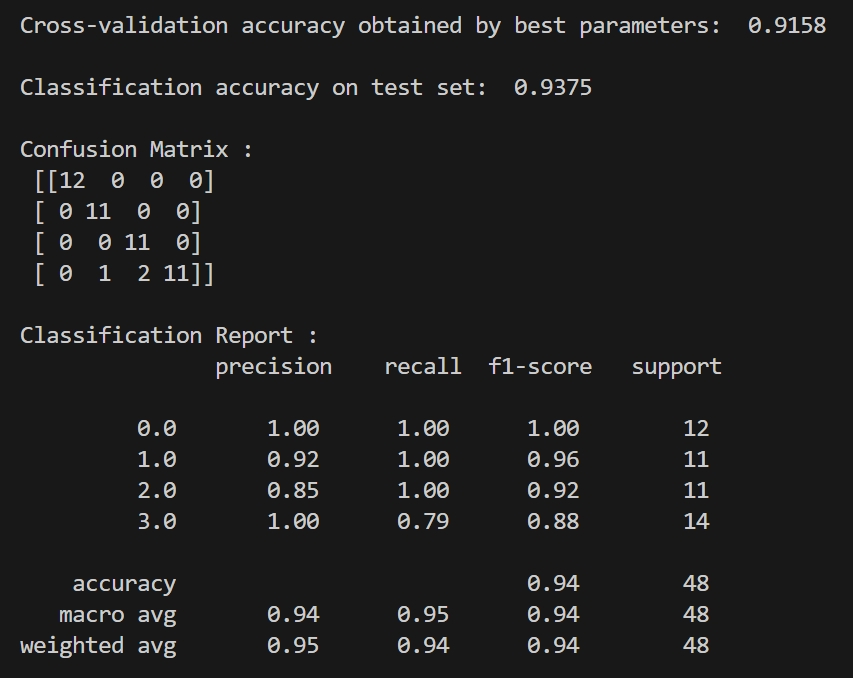 Cross-validation accuracy obtained by best parameters:  0.9158
Classification accuracy on test set:  0.9375
Confusion Matrix :
 [[12  0  0  0]
 [ 0 11  0  0]
 [ 0  0 11  0]
 [ 0  1  2 11]]
Classification Report :
               precision    recall  f1-score   support
         0.0       1.00      1.00      1.00        12
         1.0       0.92      1.00      0.96        11
         2.0       0.85      1.00      0.92        11
         3.0       1.00      0.79      0.88        14
    accuracy                           0.94        48
   macro avg       0.94      0.95      0.94        48
weighted avg       0.95      0.94      0.94        48